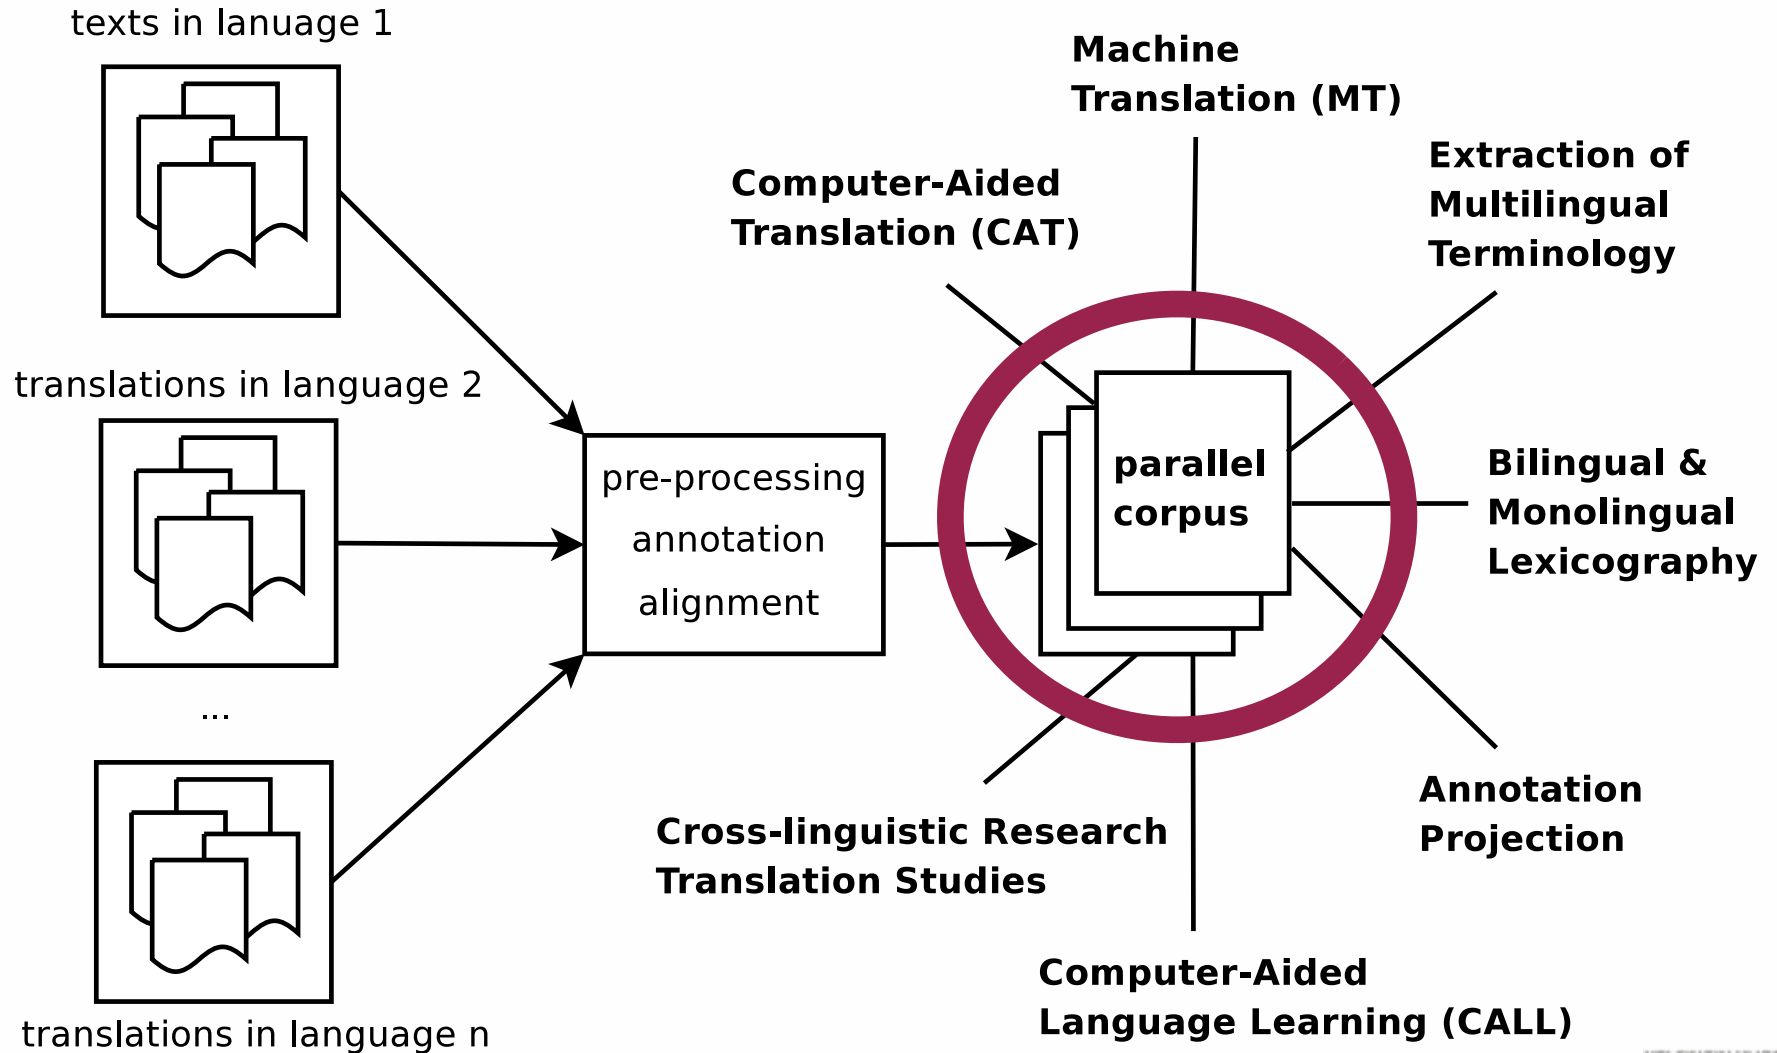 texts in lanuage 1
translations in language 2
...
translations in language n
pre-processing
annotation
alignment
parallel
corpus
Computer-Aided
Translation (CAT)
Machine
Translation (MT)
Extraction of
Multilingual
Terminology
Bilingual &
Monolingual
Lexicography
Annotation
Projection
Computer-Aided
Language Learning (CALL)
Cross-linguistic Research
Translation Studies